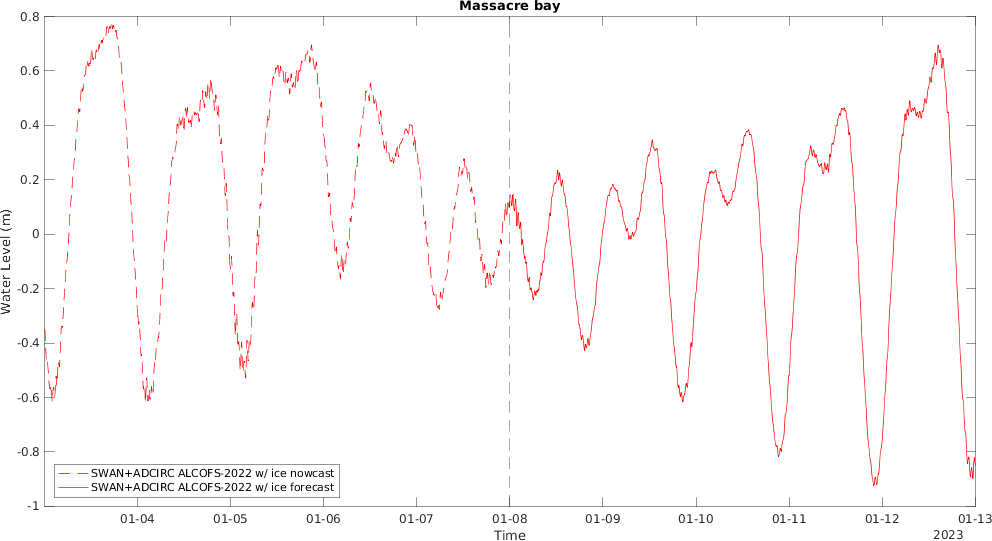 Massacre bay
0.8
0.6
0.4
0.2
0
-0.2
-0.4
-0.6
-0.8
-1
Water Level (m)
SWAN+ADCIRC ALCOFS-2022 w/ ice nowcast
SWAN+ADCIRC ALCOFS-2022 w/ ice forecast
01-04 01-05 01-06 01-07 01-08 01-09 01-10 01-11 01-12 01-13
Time
2023